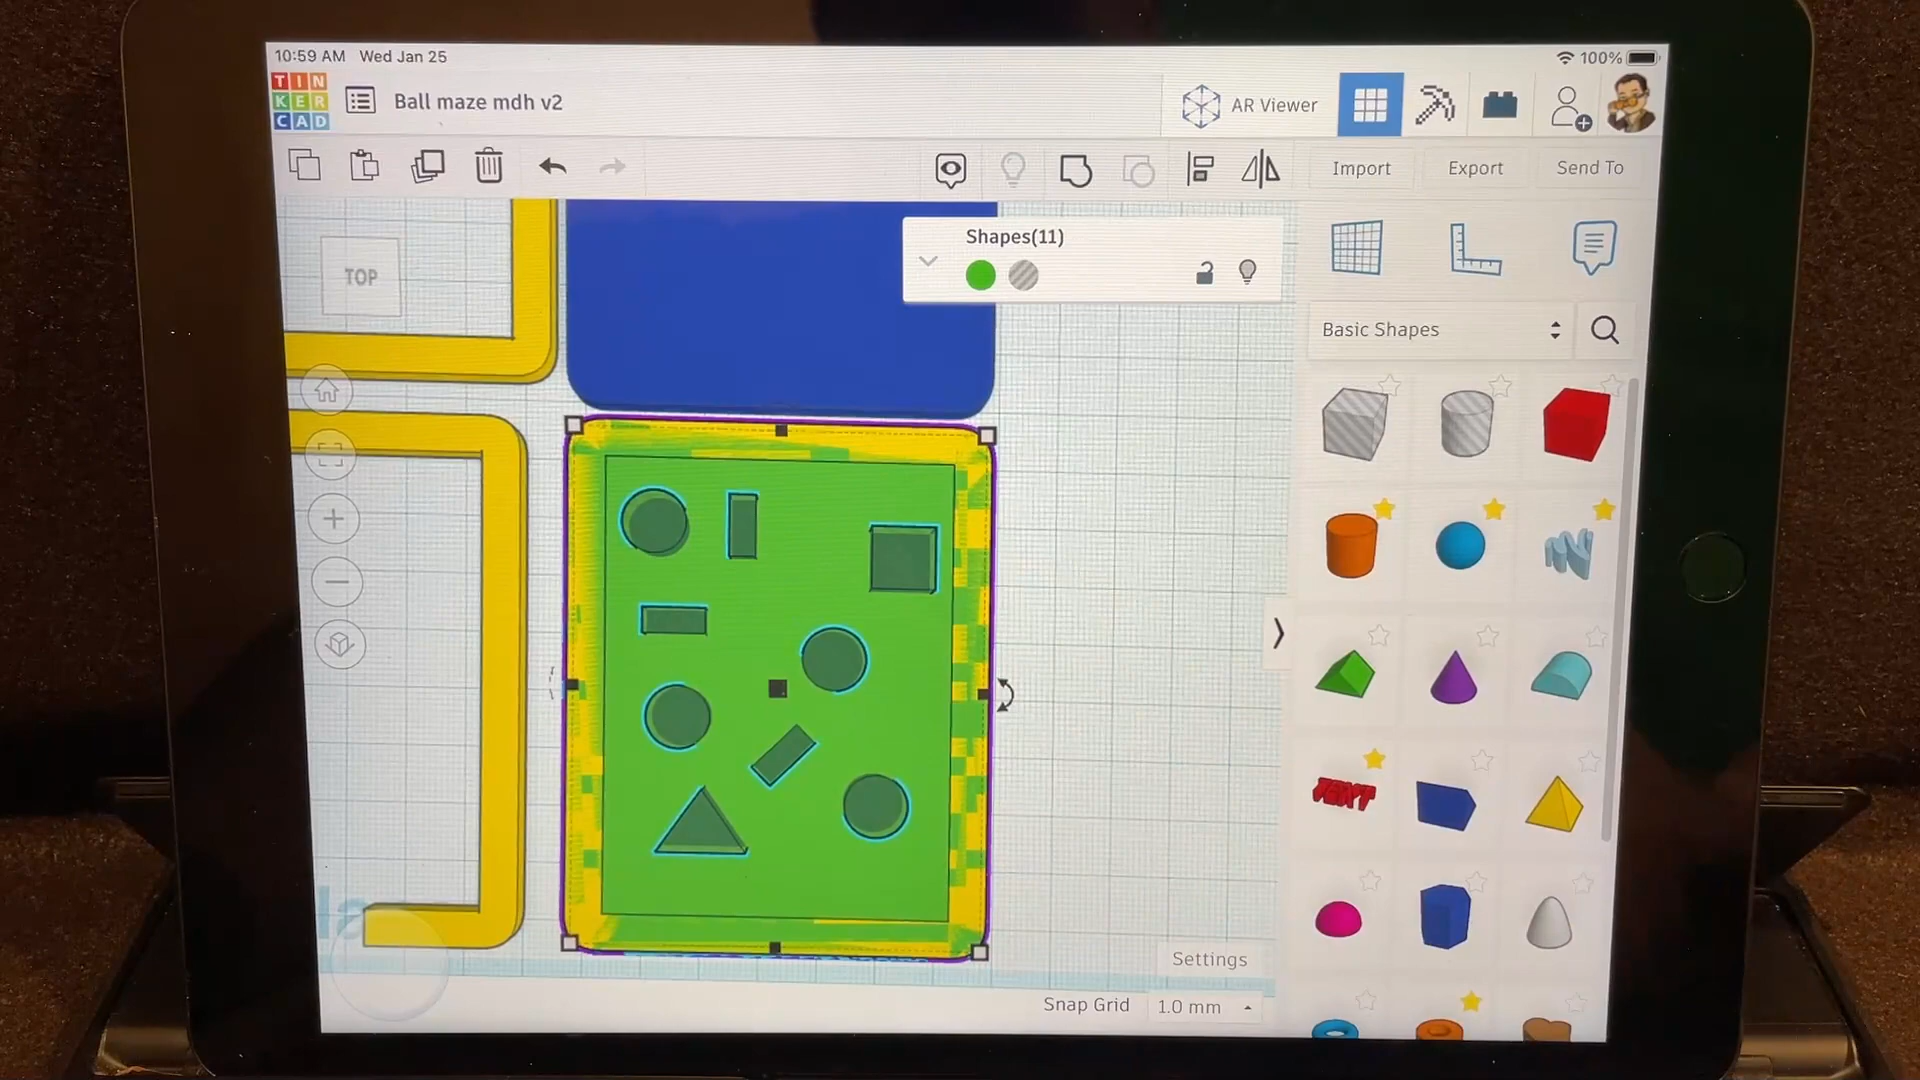 10:59 AM Wed Jan 25
100%
TIN
KER
CAD
Ball maze mdh v2
AR Viewer
Import
Export
Send To
Shapes(11)
TOP
Basic Shapes
TEXT
Settings
Snap Grid
1.0 mm